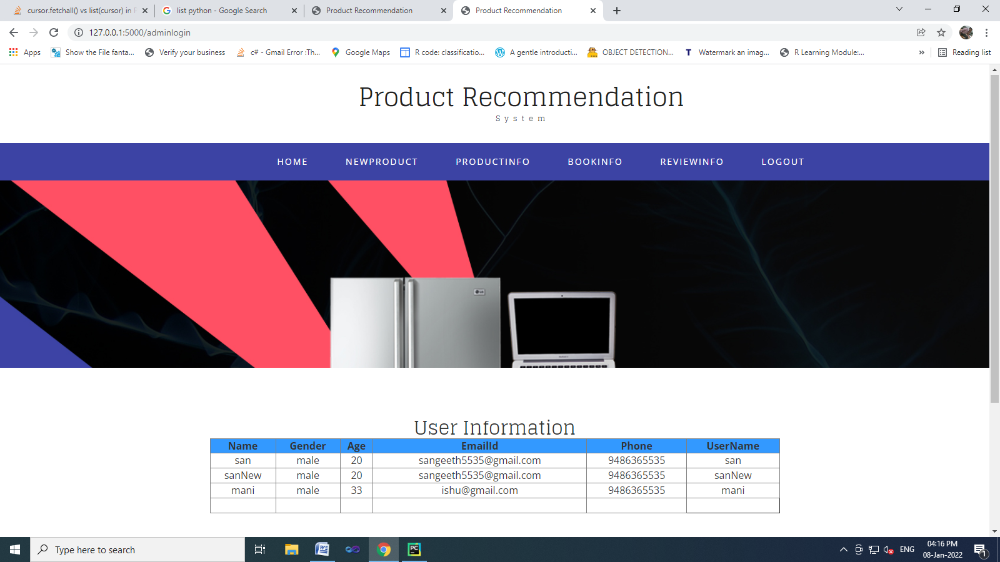 cursor.fetchall() vs list(cursor) in P
list python - Google Search
Product Recommendation
Product Recommendation
127.0.0.1:5000/adminlogin
Apps
Show the File fanta...
Verify your business
c# - Gmail Error :Th...
Google Maps
R code: classificatio...
A gentle introducti...
OBJECT DETECTION...
T Watermark an imag...
R Learning Module:...
»
Reading list
Product Recommendation
System
HOME NEWPRODUCT PRODUCTINFO BOOKINFO REVIEWINFO LOGOUT
LG
User Information
Name Gender Age EmailId Phone UserName
san male 20 sangeeth5535@gmail.com 9486365535 san
sanNew male 20 sangeeth5535@gmail.com 9486365535 sanNew
mani male 33 ishu@gmail.com 9486365535 mani
Type here to search
W
PC
ENG
04:16 PM
08-Jan-2022
1